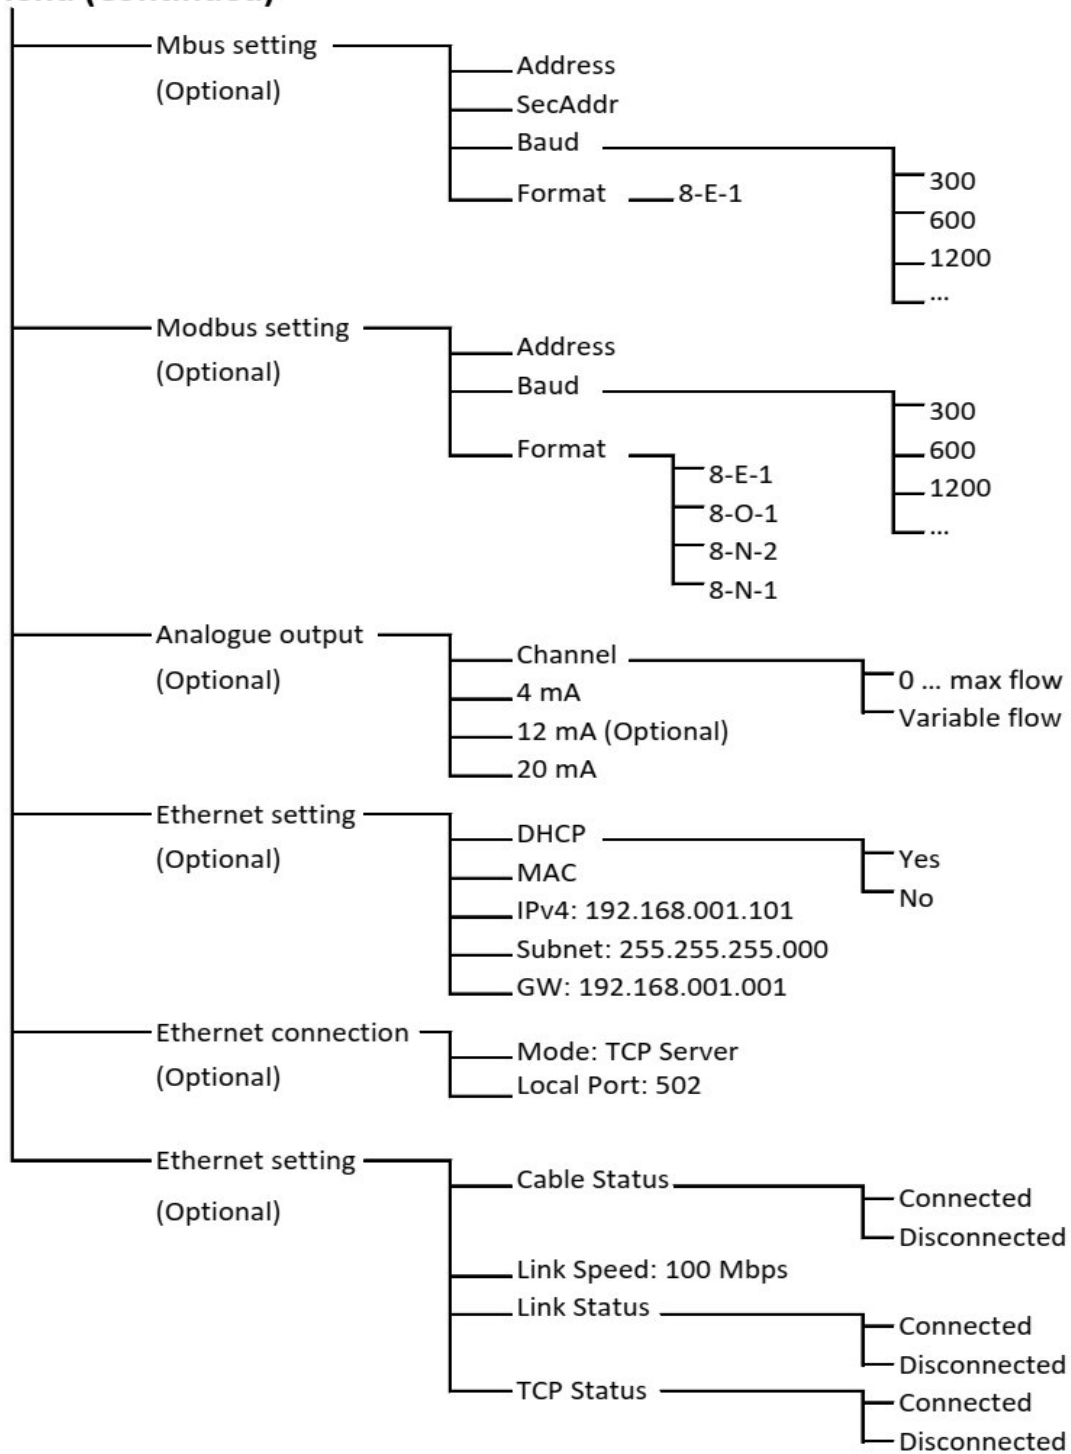 (Continued)
Mbus setting
(Optional)
Address
SecAddr
Baud
300
600
1200
...
Format
8-E-1
Modbus setting
(Optional)
Address
Baud
300
600
1200
...
Format
8-E-1
8-O-1
8-N-2
8-N-1
Analogue output
(Optional)
Channel
0 ... max flow
Variable flow
4 mA
12 mA (Optional)
20 mA
Ethernet setting
(Optional)
DHCP
Yes
No
MAC
IPv4: 192.168.001.101
Subnet: 255.255.255.000
GW: 192.168.001.001
Ethernet connection
(Optional)
Mode: TCP Server
Local Port: 502
Ethernet setting
(Optional)
Cable Status
Connected
Disconnected
Link Speed: 100 Mbps
Link Status
Connected
Disconnected
TCP Status
Connected
Disconnected